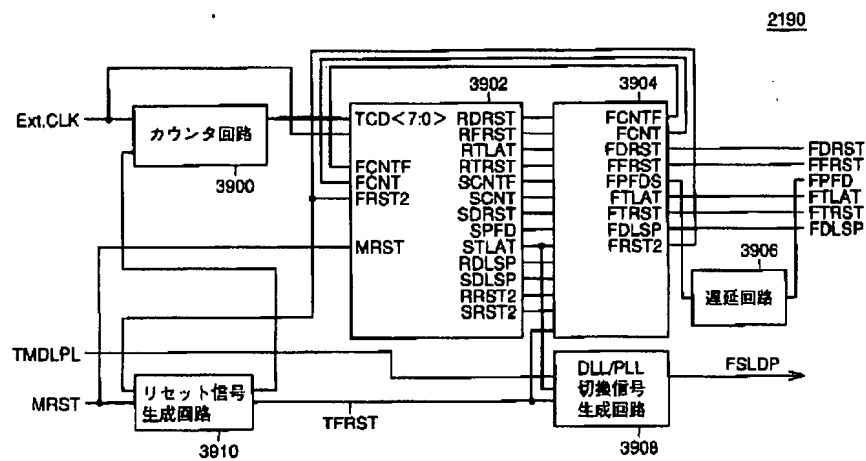 2190
3902
3904
Ext.CLK
カウンタ回路
3900
TCD<7:0>
FCNTF
FCNT
FRST2
MRST
RDRST
RFRST
RTLAT
RTRST
SCNTF
SCNT
SDRST
SPFD
STLAT
RDLSP
SDLSP
RRST2
SRST2
FCNTF
FCNT
FDRST
FFRST
FPFDS
FTLAT
FTRST
FDLSP
FRST2
FDRST
FFRST
FPFD
FTLAT
FTRST
FDLSP
3906
遅延回路
TMDLPL
MRST
リセット信号
生成回路
3910
TFRST
DLL/PLL
切換信号
生成回路
3908
FSLDP